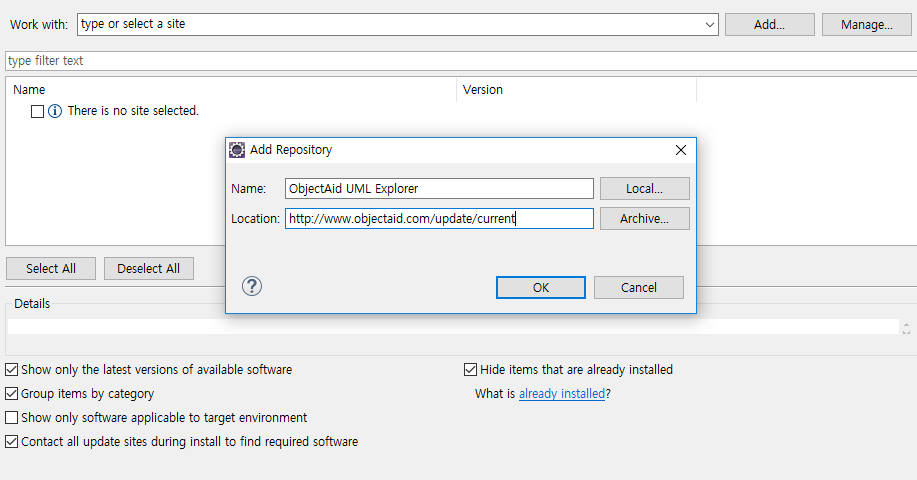 Work with: type or select a site Add... Manage...
type filter text
Name Version
There is no site selected.
Add Repository
Name: ObjectAid UML Explorer Local...
Location: http://www.objectaid.com/update/current Archive...
Select All Deselect All
? OK Cancel
Details
Show only the latest versions of available software Hide items that are already installed
Group items by category What is already installed?
Show only software applicable to target environment
Contact all update sites during install to find required software